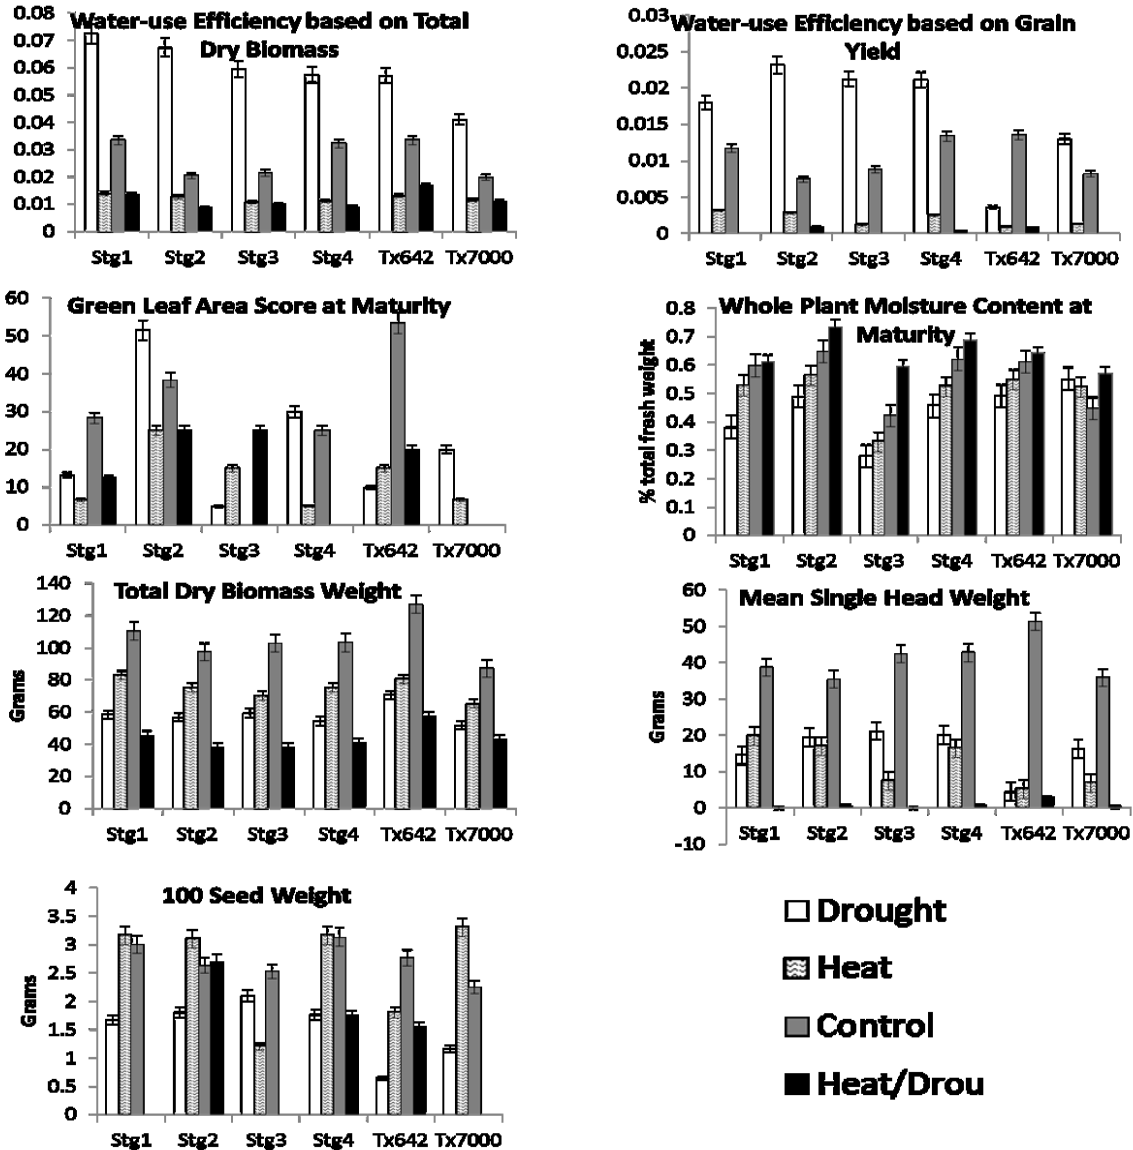 Water-use Efficiency based on Total
Dry Biomass
0.08
0.07
0.06
0.05
0.04
0.03
0.02
0.01
0
Stg1 Stg2 Stg3 Stg4 Tx642 Tx7000
Water-use Efficiency based on Grain
Yield
0.03
0.025
0.02
0.015
0.01
0.005
0
Stg1 Stg2 Stg3 Stg4 Tx642 Tx7000
Green Leaf Area Score at Maturity
60
50
40
30
20
10
0
Stg1 Stg2 Stg3 Stg4 Tx642 Tx7000
Whole Plant Moisture Content at
Maturity
% total fresh weight
0.8
0.7
0.6
0.5
0.4
0.3
0.2
0.1
0
Stg1 Stg2 Stg3 Stg4 Tx642 Tx7000
Total Dry Biomass Weight
Grams
140
120
100
80
60
40
20
0
Stg1 Stg2 Stg3 Stg4 Tx642 Tx7000
Mean Single Head Weight
Grams
60
50
40
30
20
10
0
-10
Stg1 Stg2 Stg3 Stg4 Tx642 Tx7000
100 Seed Weight
Grams
4
3.5
3
2.5
2
1.5
1
0.5
0
Stg1 Stg2 Stg3 Stg4 Tx642 Tx7000
Drought
Heat
Control
Heat/Drou